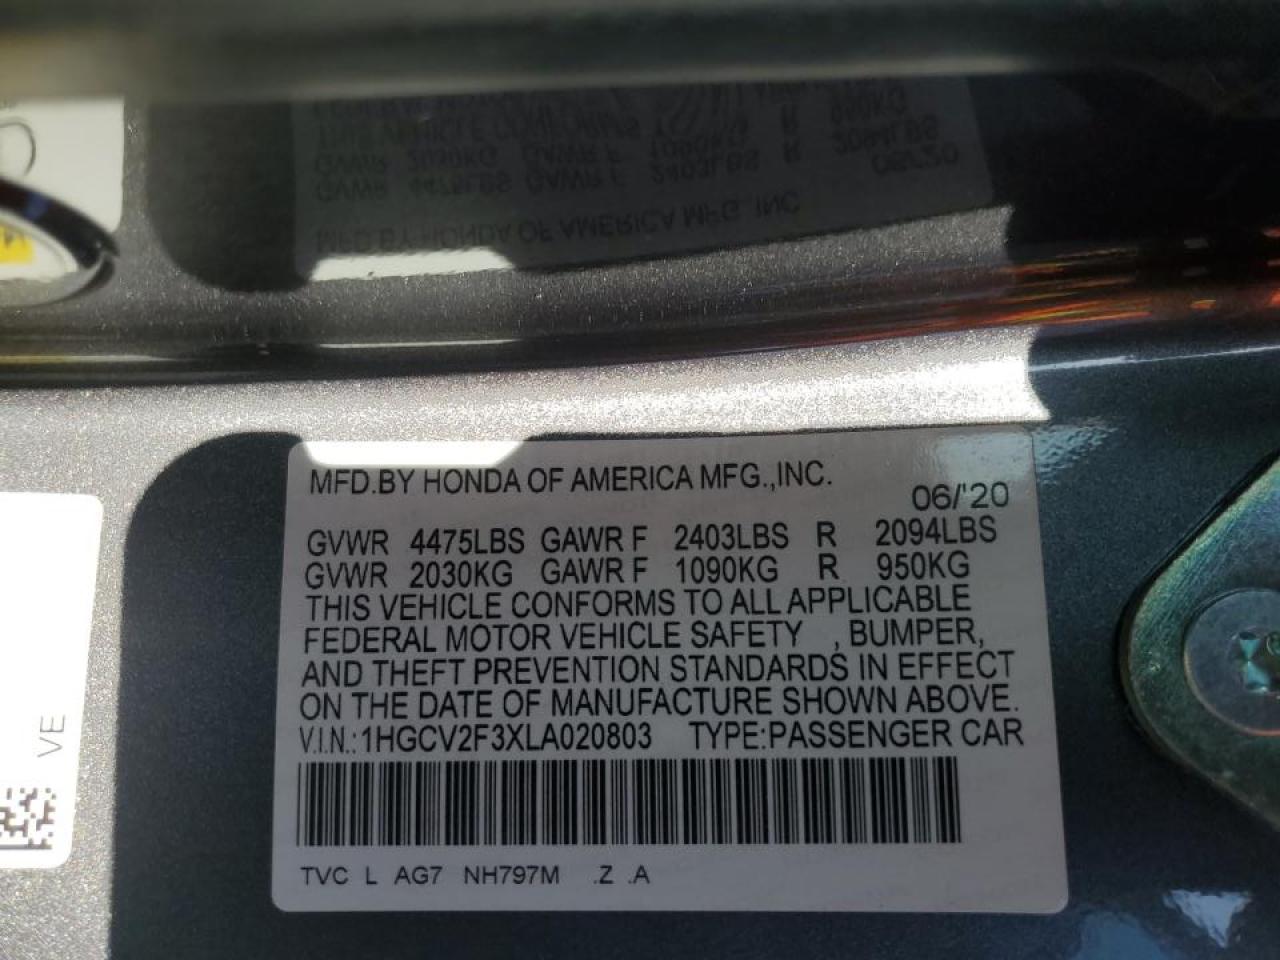 MFD.BY HONDA OF AMERICA MFG.,INC.
06/'20
GVWR 4475LBS GAWR F 2403LBS R 2094LBS
GVWR 2030KG GAWR F 1090KG R 950KG
THIS VEHICLE CONFORMS TO ALL APPLICABLE
FEDERAL MOTOR VEHICLE SAFETY , BUMPER,
AND THEFT PREVENTION STANDARDS IN EFFECT
ON THE DATE OF MANUFACTURE SHOWN ABOVE.
V.I.N.:1HGCV2F3XLA020803 TYPE:PASSENGER CAR
TVC L AG7 NH797M .Z .A
VE